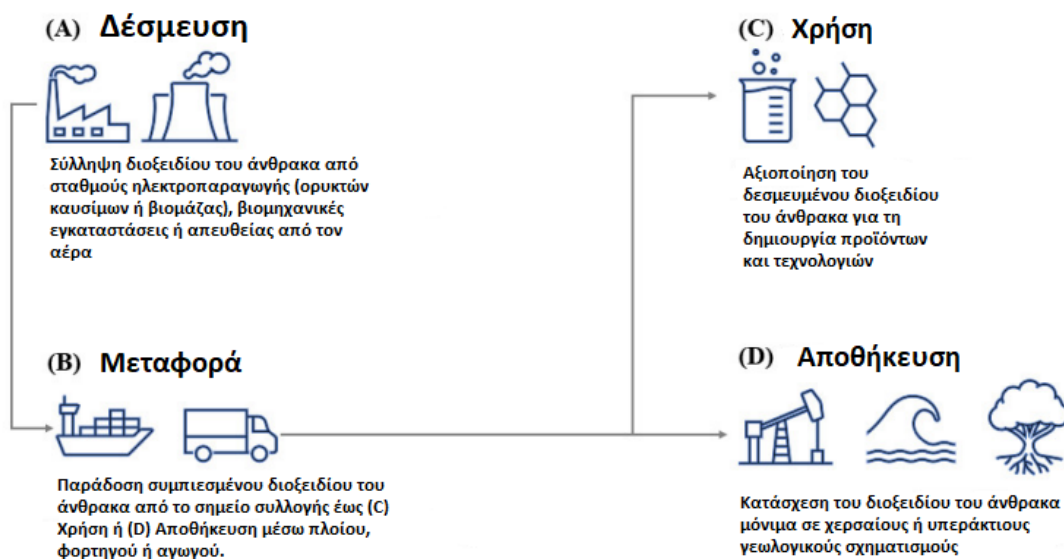 (A) Δέσμευση
Σύλληψη διοξειδίου του άνθρακα από
σταθμούς ηλεκτροπαραγωγής (ορυκτών
καυσίμων ή βιομάζας), βιομηχανικές
εγκαταστάσεις ή απευθείας από τον
αέρα
(B) Μεταφορά
Παράδοση συμπιεσμένου διοξειδίου του
άνθρακα από το σημείο συλλογής έως (C)
Χρήση ή (D) Αποθήκευση μέσω πλοίου,
φορτηγού ή αγωγού.
(C) Χρήση
Αξιοποίηση του
δεσμευμένου διοξειδίου
του άνθρακα για τη
δημιουργία προϊόντων
και τεχνολογιών
(D) Αποθήκευση
Κατάσχεση του διοξειδίου του άνθρακα
μόνιμα σε χερσαίους ή υπεράκτιους
γεωλογικούς σχηματισμούς